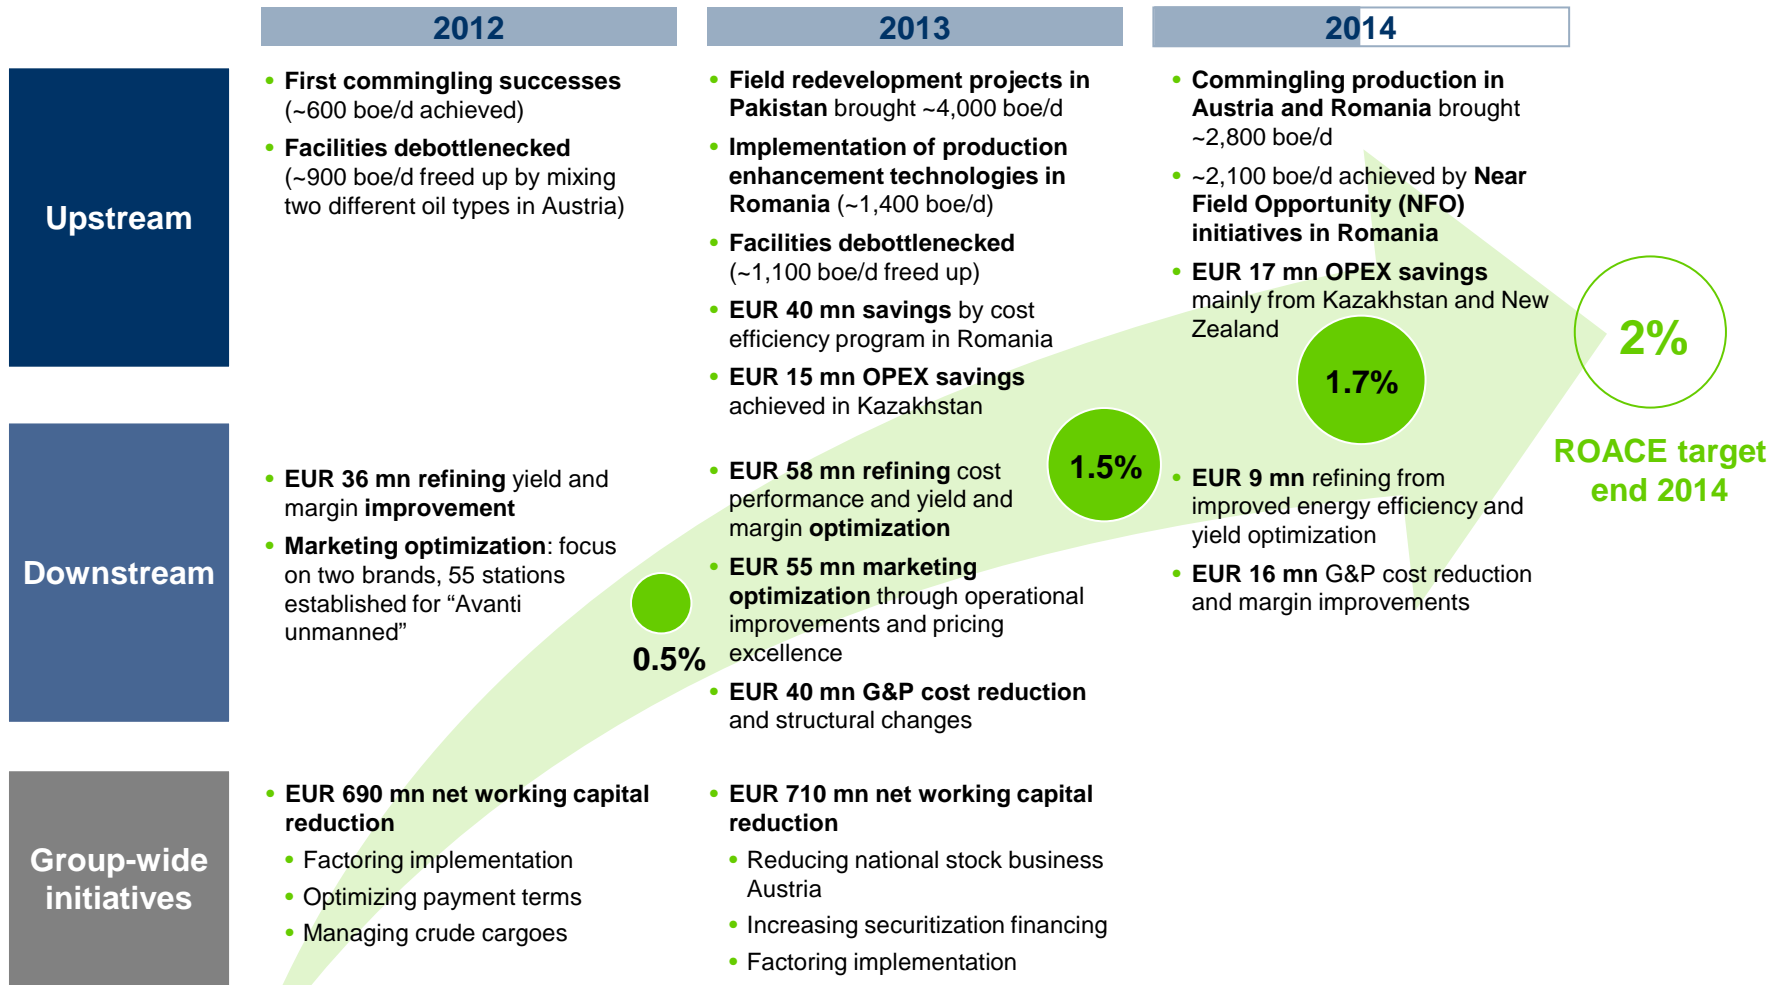 2012
2013
2014
Upstream
• First commingling successes
(~600 boe/d achieved)
• Facilities debottlenecked
(~900 boe/d freed up by mixing
two different oil types in Austria)
• Field redevelopment projects in
Pakistan brought ~4,000 boe/d
• Implementation of production
enhancement technologies in
Romania (~1,400 boe/d)
• Facilities debottlenecked
(~1,100 boe/d freed up)
• EUR 40 mn savings by cost
efficiency program in Romania
• EUR 15 mn OPEX savings
achieved in Kazakhstan
• Commingling production in
Austria and Romania brought
~2,800 boe/d
• ~2,100 boe/d achieved by Near
Field Opportunity (NFO)
initiatives in Romania
• EUR 17 mn OPEX savings
mainly from Kazakhstan and New
Zealand
1.7%
2%
ROACE target
end 2014
Downstream
• EUR 36 mn refining yield and
margin improvement
• Marketing optimization: focus
on two brands, 55 stations
established for “Avanti
unmanned”
0.5%
• EUR 58 mn refining cost
performance and yield and
margin optimization
• EUR 55 mn marketing
optimization through operational
improvements and pricing
excellence
• EUR 40 mn G&P cost reduction
and structural changes
1.5%
• EUR 9 mn refining from
improved energy efficiency and
yield optimization
• EUR 16 mn G&P cost reduction
and margin improvements
Group-wide
initiatives
• EUR 690 mn net working capital
reduction
• Factoring implementation
• Optimizing payment terms
• Managing crude cargoes
• EUR 710 mn net working capital
reduction
• Reducing national stock business
Austria
• Increasing securitization financing
• Factoring implementation